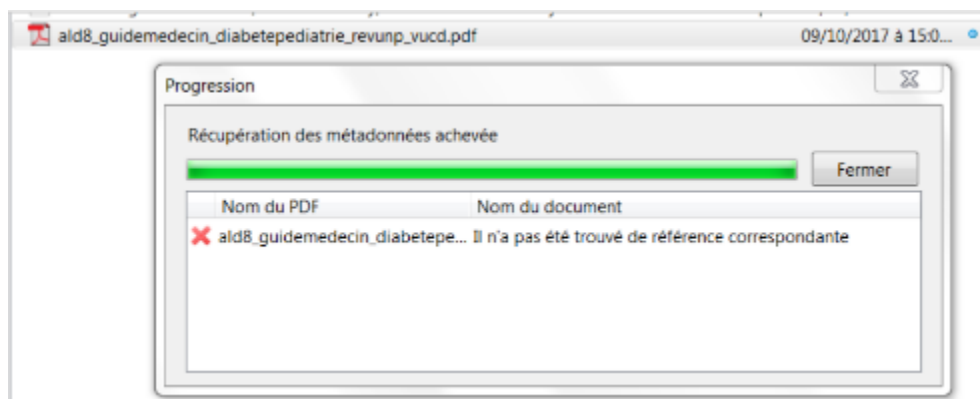 ald8_guidemedecin_diabetepediatrie_revunp_vucd.pdf 09/10/2017 à 15:0...
Progression
Récupération des métadonnées achevée
Fermer
Nom du PDF Nom du document
ald8_guidemedecin_diabetepe... Il n'a pas été trouvé de référence correspondante